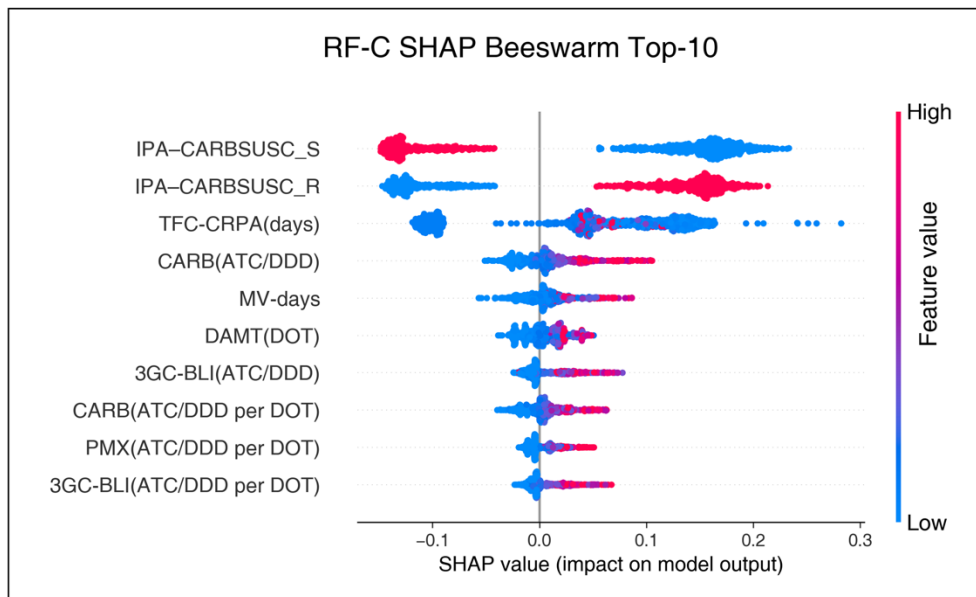 RF-C SHAP Beeswarm Top-10
High
IPA–CARBSUSC_S
IPA–CARBSUSC_R
TFC-CRPA(days)
CARB(ATC/DDD)
MV-days
DAMT(DOT)
3GC-BLI(ATC/DDD)
CARB(ATC/DDD per DOT)
PMX(ATC/DDD per DOT)
3GC-BLI(ATC/DDD per DOT)
Feature value
Low
−0.1 0.0 0.1 0.2 0.3
SHAP value (impact on model output)